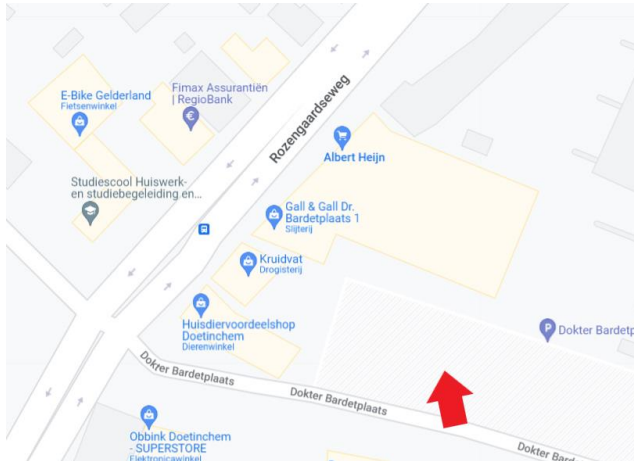 Rozengaardseweg
E-Bike Gelderland
Fietsenwinkel
Fimax Assurantiën
| RegioBank
Albert Heijn
Studiescool Huiswerk-
en studiebegeleiding en...
Gall & Gall Dr.
Bardetplaats 1
Slijterij
Kruidvat
Drogisterij
Huisdiervoordeelshop
Doetinchem
Dierenwinkel
P
Dokter Bardetp
Dokter Bardetplaats
Dokter Bardetplaats
Dokter Bardet
Obbink Doetinchem
- SUPERSTORE
Elektronicawinkel